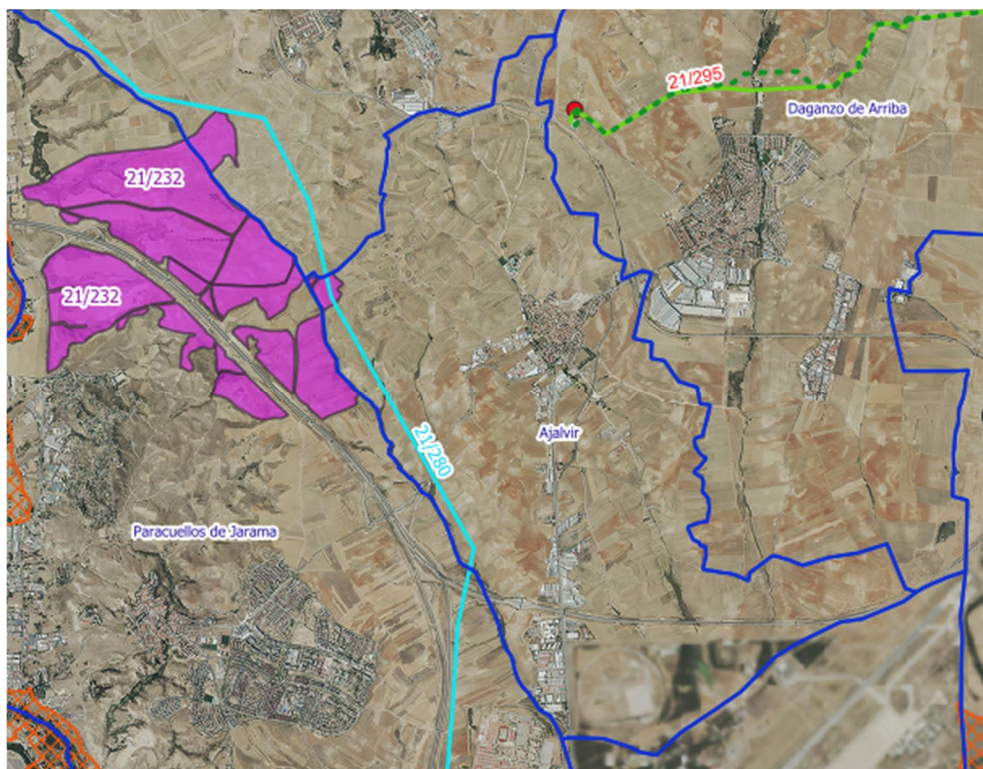 21/295
Daganzo de Arriba
21/232
21/232
21/280
Ajalvir
Paracuellos de Jarama